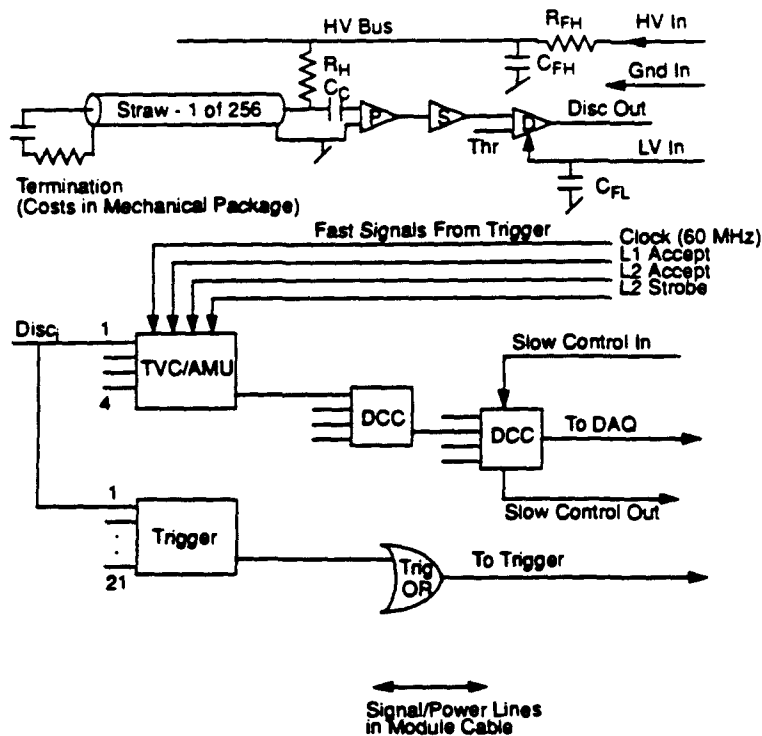 HV Bus
R_FH
HV In
R_H
C_FH
Gnd In
C_C
Straw - 1 of 256
P
S
D
Disc Out
Thr
LV In
C_FL
Termination
(Costs in Mechanical Package)
Fast Signals From Trigger
Clock (60 MHz)
L1 Accept
L2 Accept
L2 Strobe
Disc
1
TVC/AMU
4
Slow Control In
DCC
DCC
To DAQ
Slow Control Out
1
Trigger
21
Trig
OR
To Trigger
Signal/Power Lines
in Module Cable